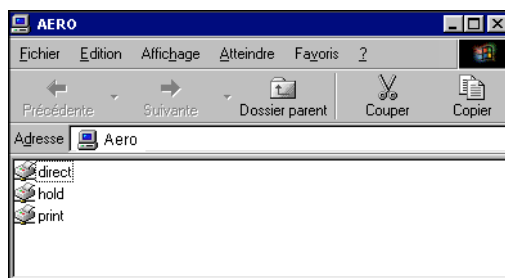 AERO
Fichier Edition Affichage Atteindre Favoris ?
Précédente Suivante Dossier parent Couper Copier
Adresse Aero
direct
hold
print